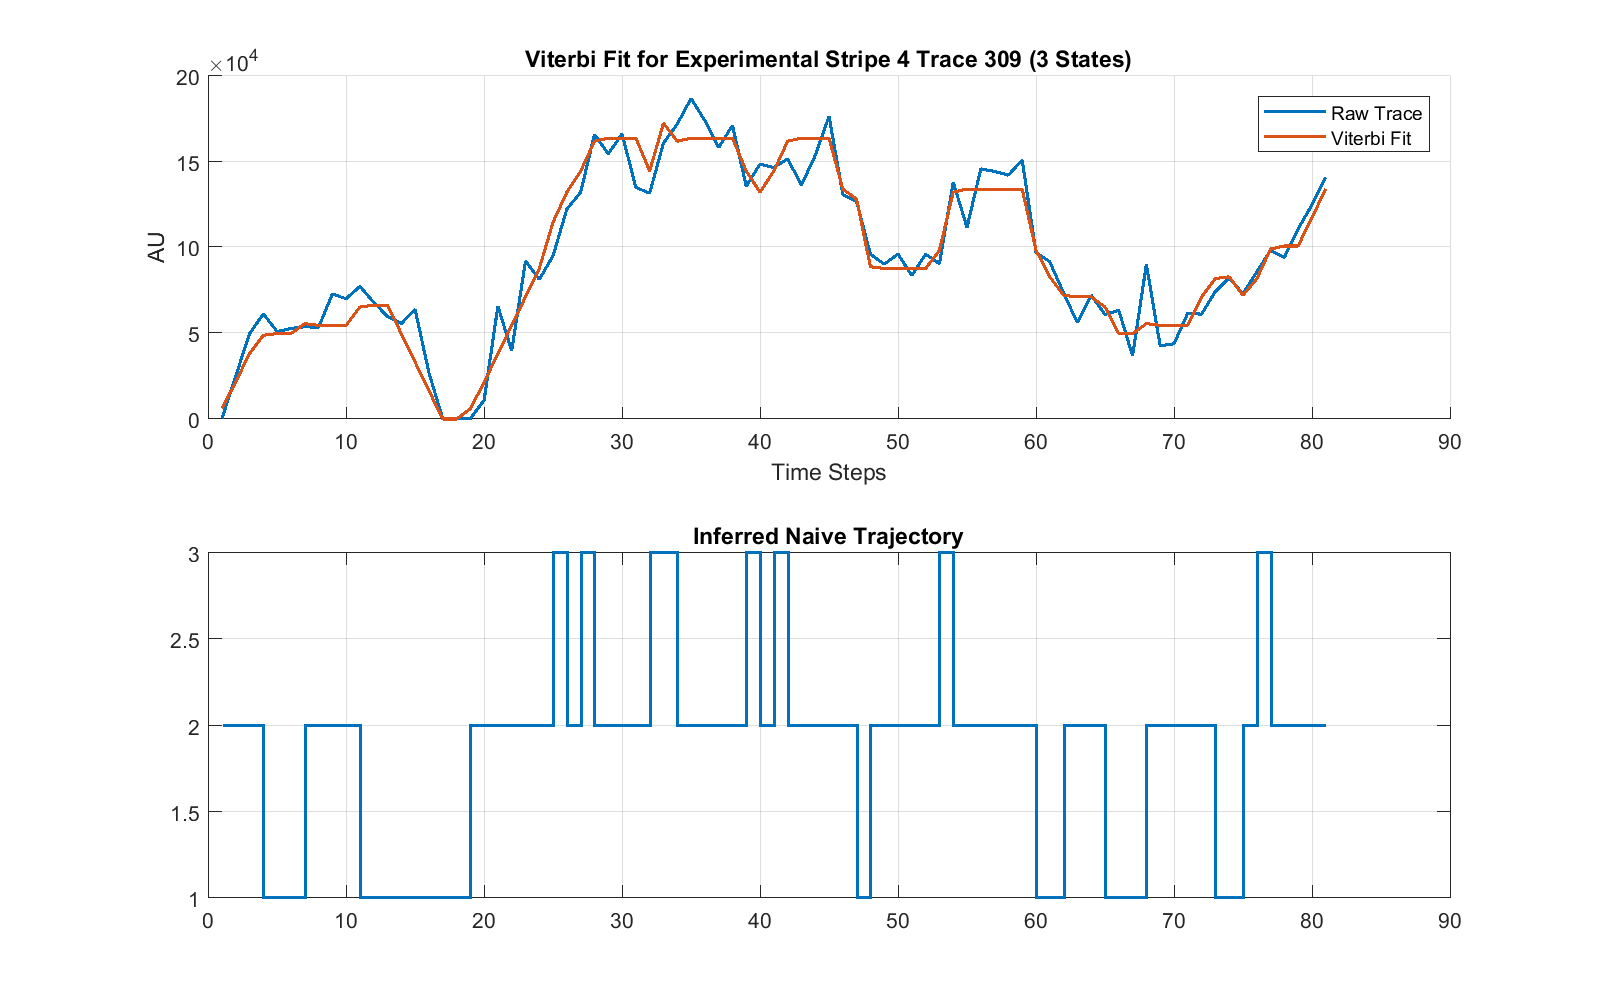 Viterbi Fit for Experimental Stripe 4 Trace 309 (3 States)
×10^4
20
15
10
5
0
AU
Raw Trace
Viterbi Fit
0 10 20 30 40 50 60 70 80 90
Time Steps
Inferred Naive Trajectory
3
2.5
2
1.5
1
0 10 20 30 40 50 60 70 80 90